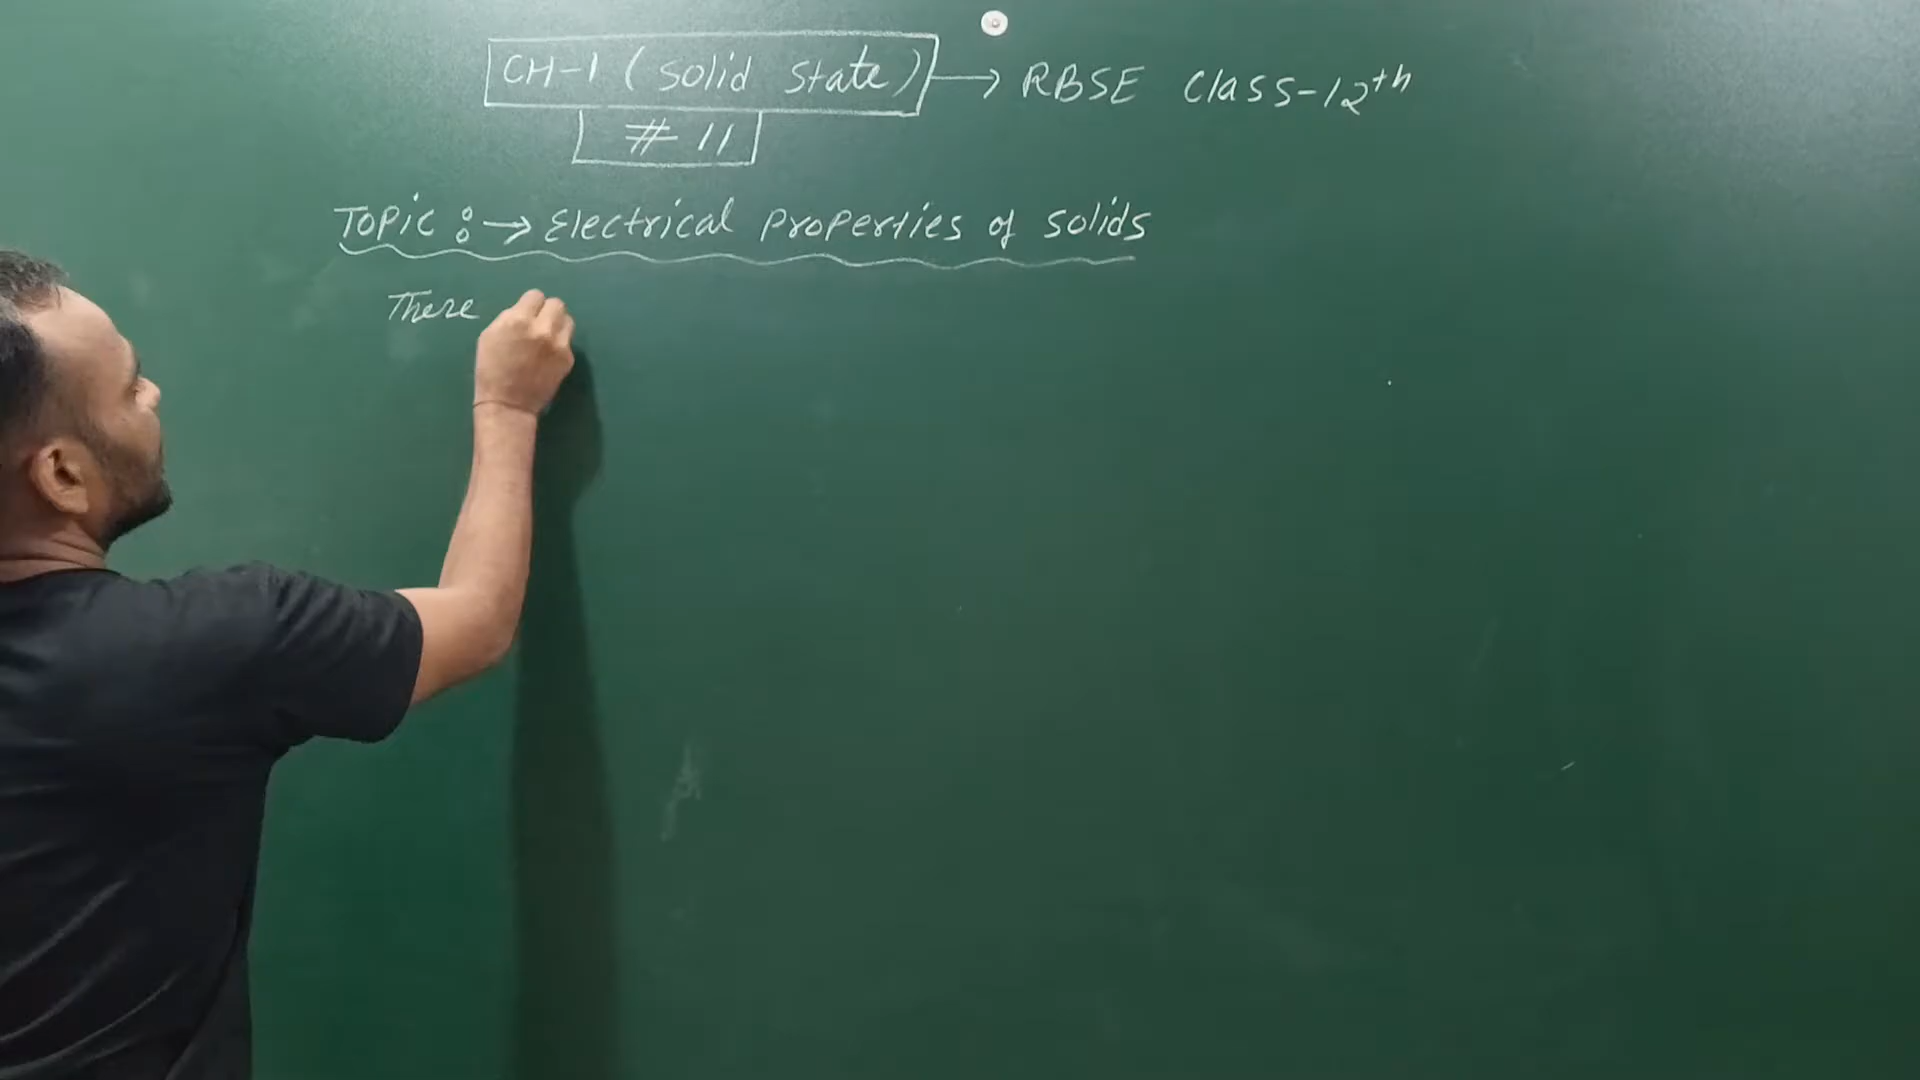 CH-1 (Solid State) → RBSE Class-12th
# 11
Topic :→ Electrical Properties of Solids
There